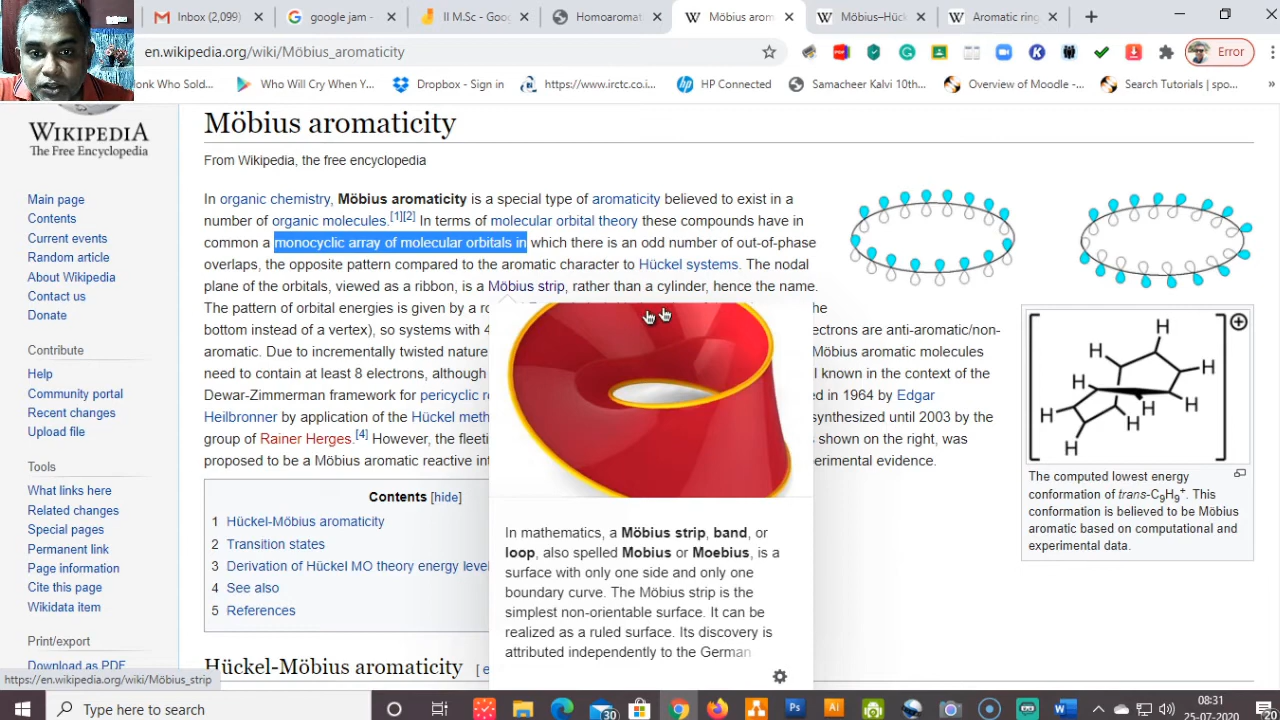 Inbox (2,099)
google jam -
II M.Sc - Goo
Homoaromat
Möbius arom
Möbius–Hück
Aromatic ring
en.wikipedia.org/wiki/Möbius_aromaticity
Error
onk Who Sold...
Who Will Cry When Y...
Dropbox - Sign in
https://www.irctc.co.i...
HP Connected
Samacheer Kalvi 10th...
Overview of Moodle -...
Search Tutorials | spo...
WIKIPEDIA
The Free Encyclopedia
Main page
Contents
Current events
Random article
About Wikipedia
Contact us
Donate
Contribute
Help
Community portal
Recent changes
Upload file
Tools
What links here
Related changes
Special pages
Permanent link
Page information
Cite this page
Wikidata item
Print/export
Download as PDF
https://en.wikipedia.org/wiki/Möbius_strip
Möbius aromaticity
From Wikipedia, the free encyclopedia
In organic chemistry, Möbius aromaticity is a special type of aromaticity believed to exist in a
number of organic molecules.[1][2] In terms of molecular orbital theory these compounds have in
common a monocyclic array of molecular orbitals in which there is an odd number of out-of-phase
overlaps, the opposite pattern compared to the aromatic character to Hückel systems. The nodal
plane of the orbitals, viewed as a ribbon, is a Möbius strip, rather than a cylinder, hence the name.
The pattern of orbital energies is given by a ro the
bottom instead of a vertex), so systems with 4 ectrons are anti-aromatic/non-
aromatic. Due to incrementally twisted nature Möbius aromatic molecules
need to contain at least 8 electrons, although l known in the context of the
Dewar-Zimmerman framework for pericyclic re ed in 1964 by Edgar
Heilbronner by application of the Hückel meth synthesized until 2003 by the
group of Rainer Herges.[4] However, the fleeti s shown on the right, was
proposed to be a Möbius aromatic reactive int erimental evidence.
In mathematics, a Möbius strip, band, or
loop, also spelled Mobius or Moebius, is a
surface with only one side and only one
boundary curve. The Möbius strip is the
simplest non-orientable surface. It can be
realized as a ruled surface. Its discovery is
attributed independently to the German
Contents [hide]
1 Hückel-Möbius aromaticity
2 Transition states
3 Derivation of Hückel MO theory energy leve
4 See also
5 References
Hückel-Möbius aromaticity [ e
H
H
H
H
H
H
H
H
H
The computed lowest energy
conformation of trans-C9H9+. This
conformation is believed to be Möbius
aromatic based on computational and
experimental data.
Type here to search
30
Ps
Ai
W
08:31
25-07-2020
20